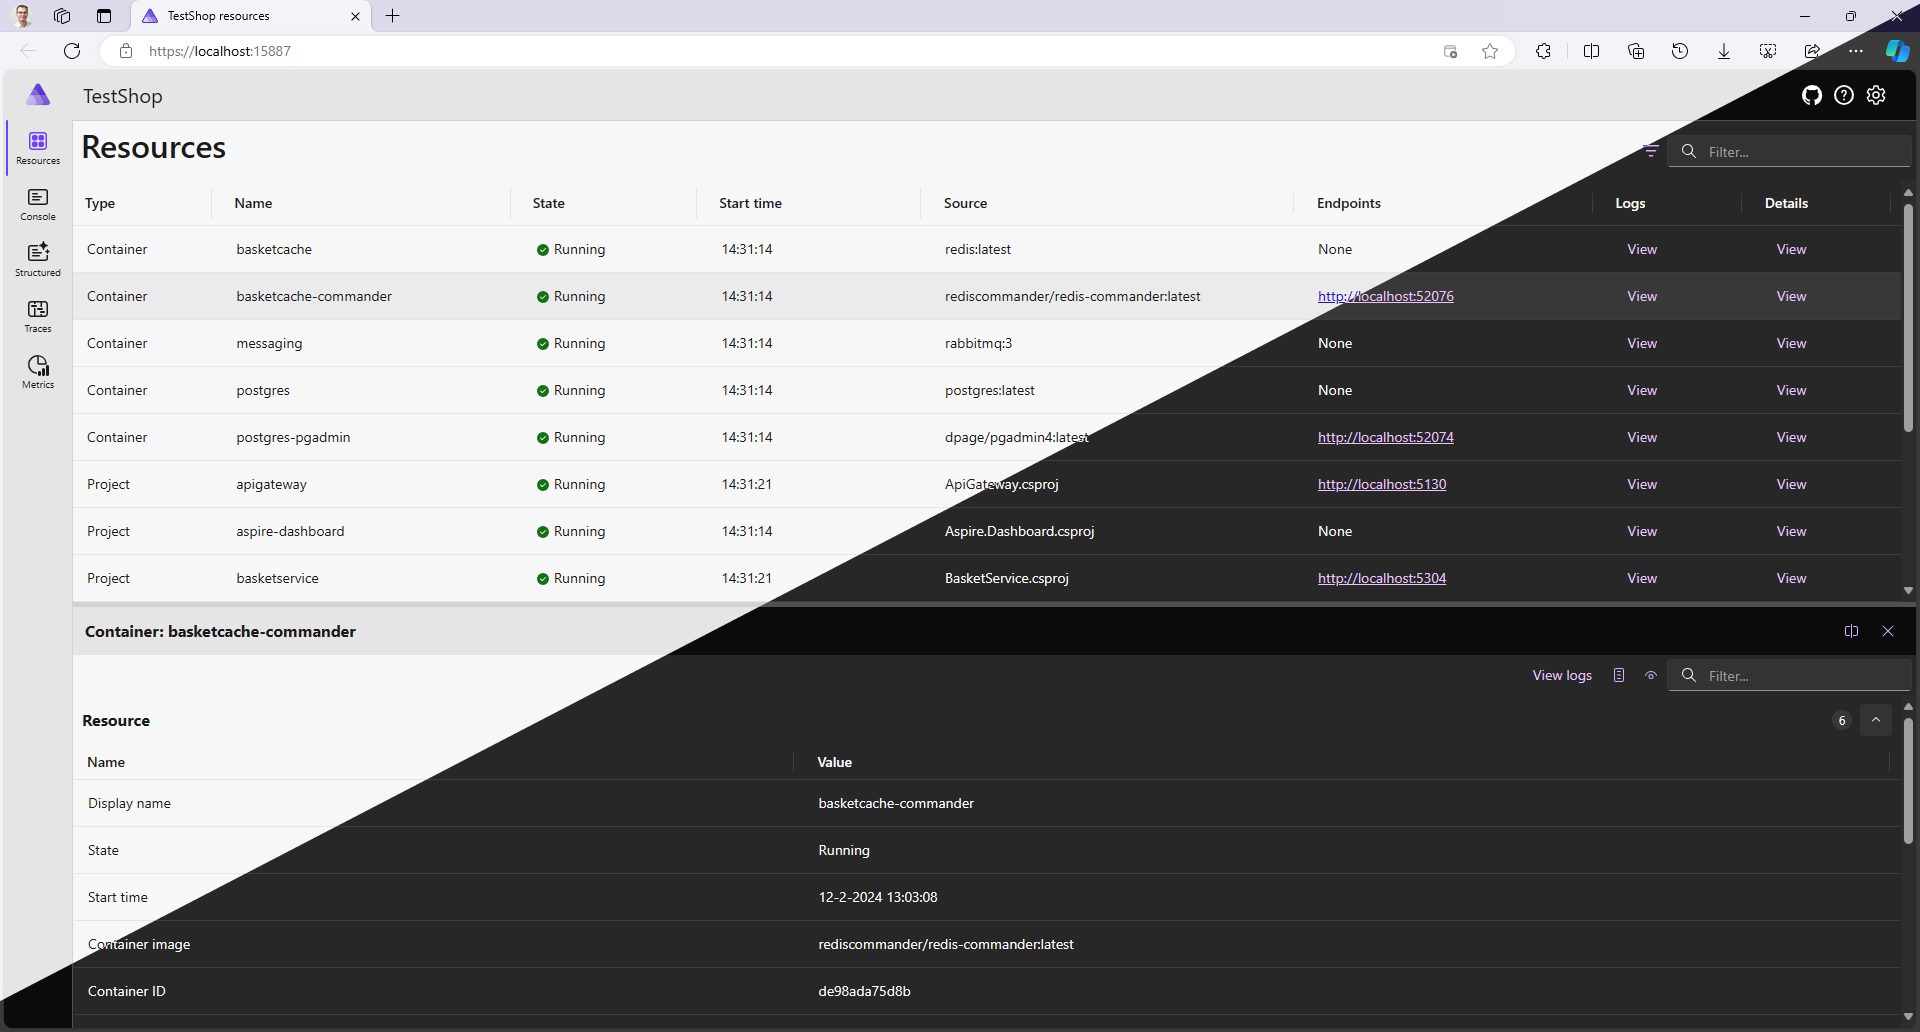 TestShop resources
https://localhost:15887
TestShop
Resources
Console
Structured
Traces
Metrics
Resources
Filter...
Type Name State Start time Source Endpoints Logs Details
Container basketcache Running 14:31:14 redis:latest None View View
Container basketcache-commander Running 14:31:14 rediscommander/redis-commander:latest http://localhost:52076 View View
Container messaging Running 14:31:14 rabbitmq:3 None View View
Container postgres Running 14:31:14 postgres:latest None View View
Container postgres-pgadmin Running 14:31:14 dpage/pgadmin4:latest http://localhost:52074 View View
Project apigateway Running 14:31:21 ApiGateway.csproj http://localhost:5130 View View
Project aspire-dashboard Running 14:31:14 Aspire.Dashboard.csproj None View View
Project basketservice Running 14:31:21 BasketService.csproj http://localhost:5304 View View
Container: basketcache-commander
View logs Filter...
Resource 6
Name Value
Display name basketcache-commander
State Running
Start time 12-2-2024 13:03:08
Container image rediscommander/redis-commander:latest
Container ID de98ada75d8b